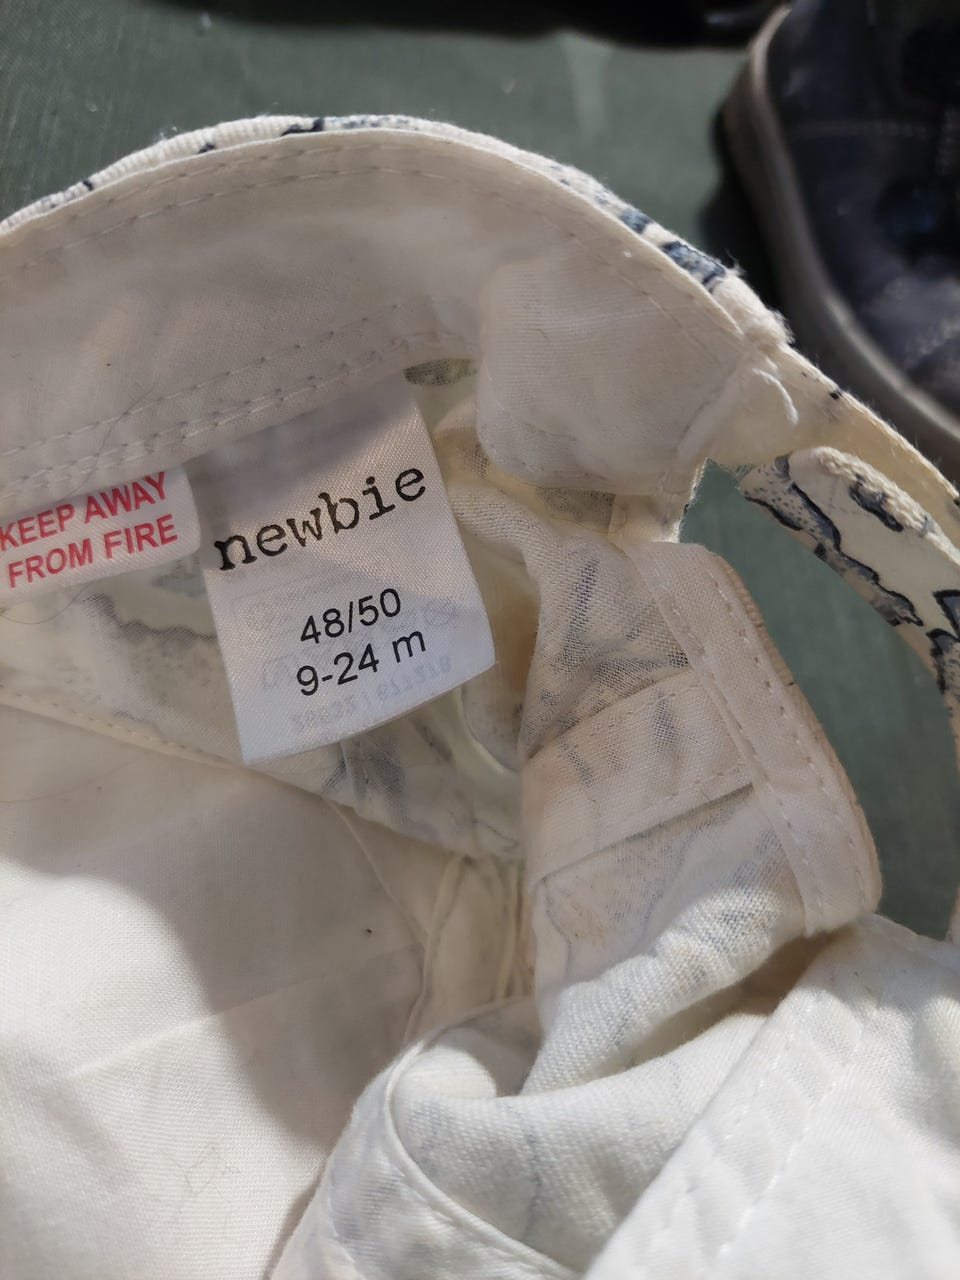 KEEP AWAY
FROM FIRE
newbie
48/50
9-24 m